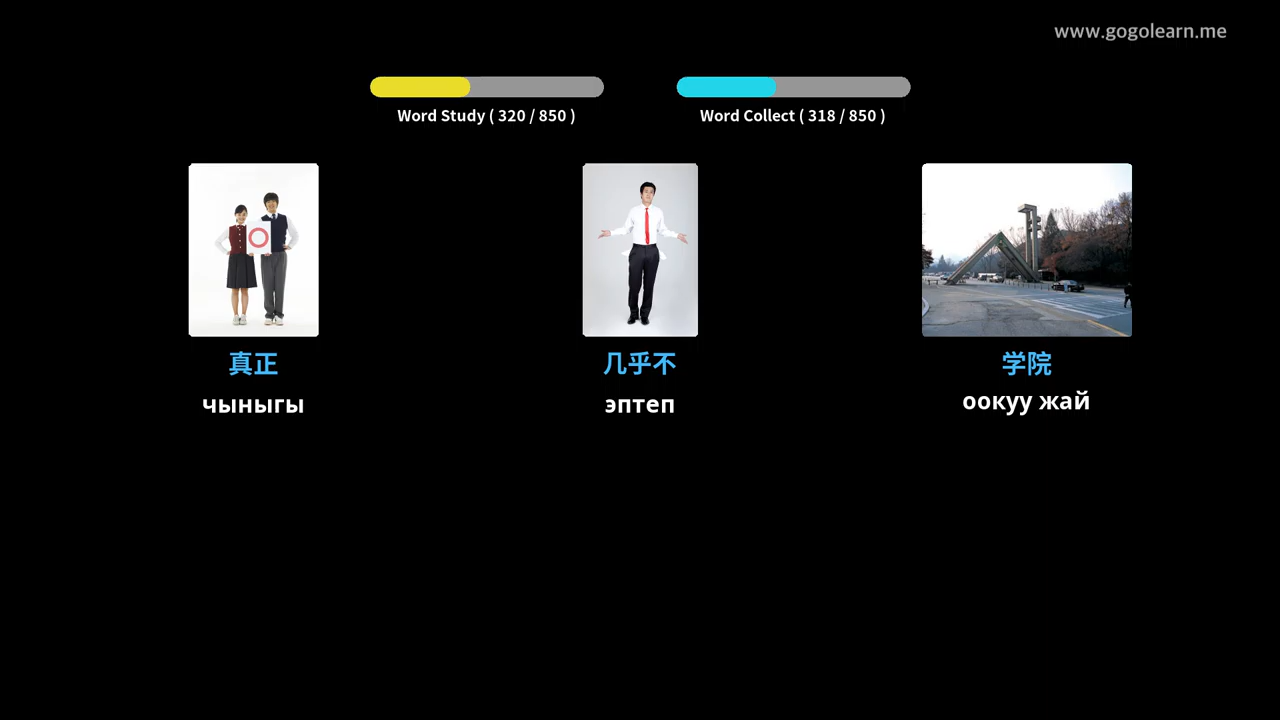 www.gogolearn.me
Word Study ( 320 / 850 )
Word Collect ( 318 / 850 )
真正
几乎不
学院
чыныгы
эптеп
оокуу жай